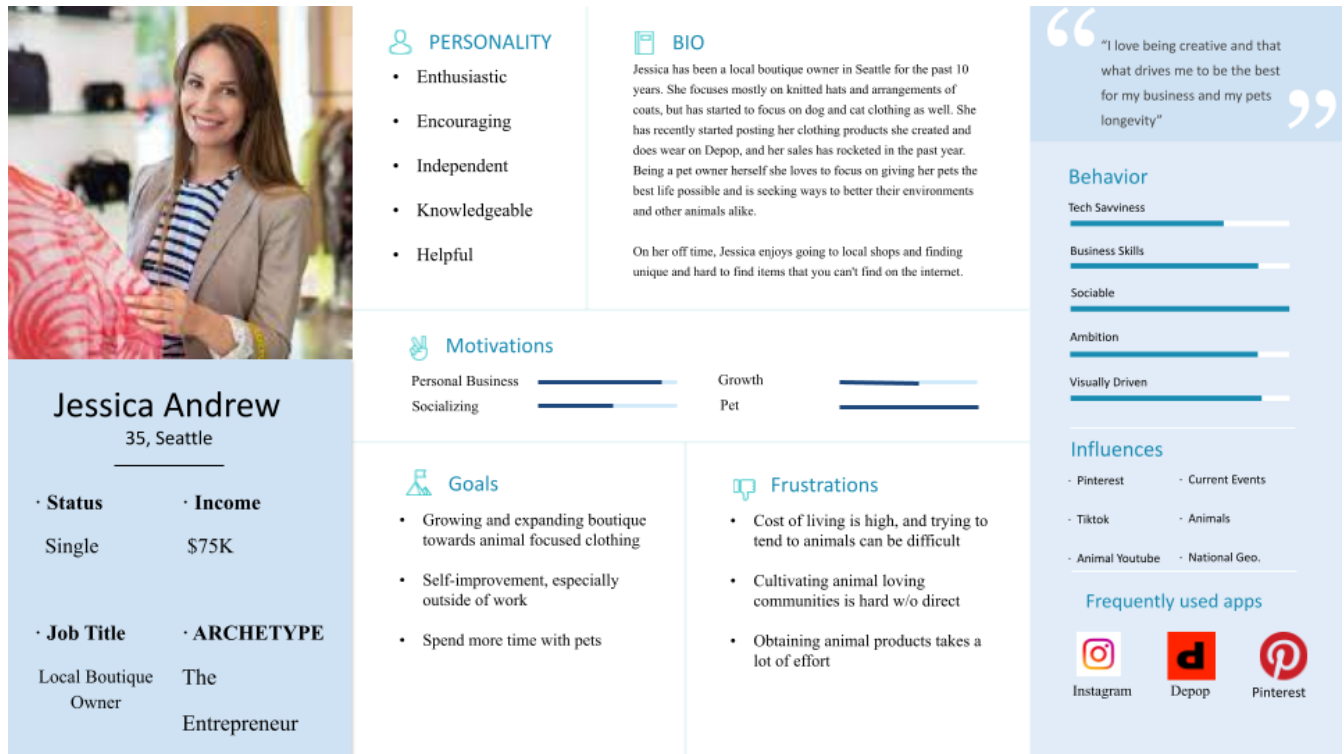 Jessica Andrew
35, Seattle
· Status
Single
· Income
$75K
· Job Title
Local Boutique
Owner
· ARCHETYPE
The
Entrepreneur
PERSONALITY
• Enthusiastic
• Encouraging
• Independent
• Knowledgeable
• Helpful
BIO
Jessica has been a local boutique owner in Seattle for the past 10
years. She focuses mostly on knitted hats and arrangements of
coats, but has started to focus on dog and cat clothing as well. She
has recently started posting her clothing products she created and
does wear on Depop, and her sales has rocketed in the past year.
Being a pet owner herself she loves to focus on giving her pets the
best life possible and is seeking ways to better their environments
and other animals alike.
On her off time, Jessica enjoys going to local shops and finding
unique and hard to find items that you can't find on the internet.
Motivations
Personal Business
Socializing
Growth
Pet
Goals
• Growing and expanding boutique
towards animal focused clothing
• Self-improvement, especially
outside of work
• Spend more time with pets
Frustrations
• Cost of living is high, and trying to
tend to animals can be difficult
• Cultivating animal loving
communities is hard w/o direct
• Obtaining animal products takes a
lot of effort
“I love being creative and that
what drives me to be the best
for my business and my pets
longevity”
Behavior
Tech Savviness
Business Skills
Sociable
Ambition
Visually Driven
Influences
- Pinterest
- Tiktok
- Animal Youtube
- Current Events
- Animals
- National Geo.
Frequently used apps
Instagram
Depop
Pinterest